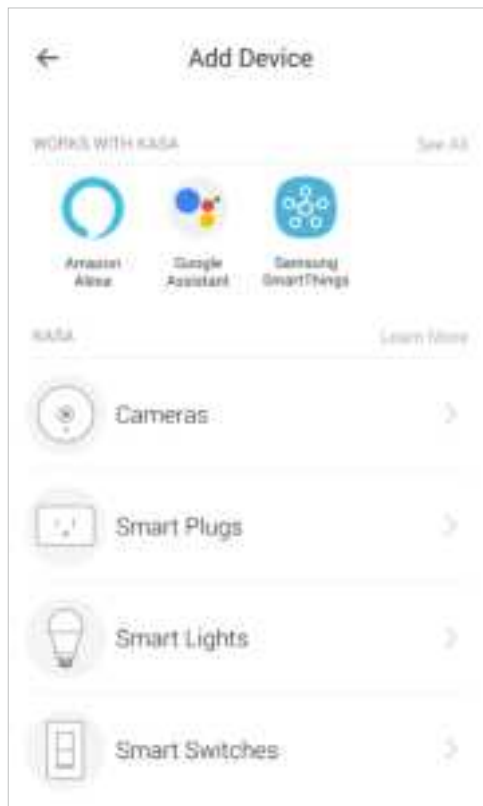 Add Device
WORKS WITH KASA
See All
Amazon
Alexa
Google
Assistant
Samsung
SmartThings
KASA
Learn More
Cameras
Smart Plugs
Smart Lights
Smart Switches